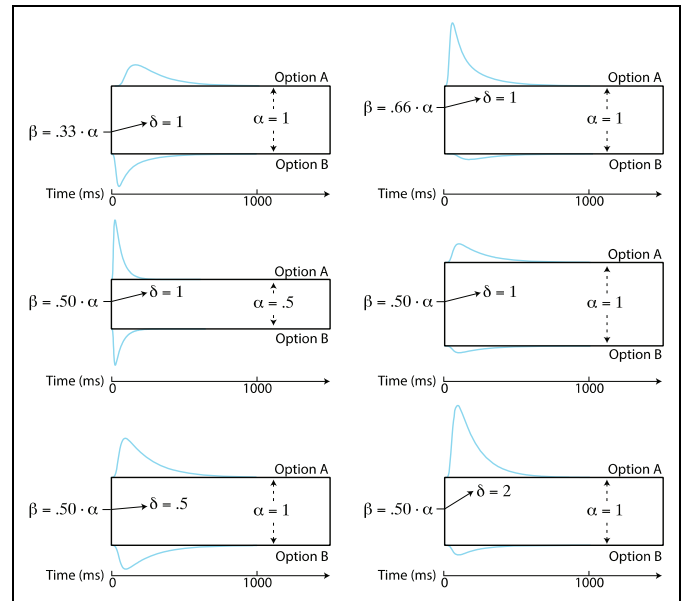 Option A
β = .33 · α
δ = 1
α = 1
Option B
Time (ms)
0
1000
Option A
β = .66 · α
δ = 1
α = 1
Option B
Time (ms)
0
1000
Option A
β = .50 · α
δ = 1
α = .5
Option B
Time (ms)
0
1000
Option A
β = .50 · α
δ = 1
α = 1
Option B
Time (ms)
0
1000
Option A
β = .50 · α
δ = .5
α = 1
Option B
Time (ms)
0
1000
Option A
β = .50 · α
δ = 2
α = 1
Option B
Time (ms)
0
1000